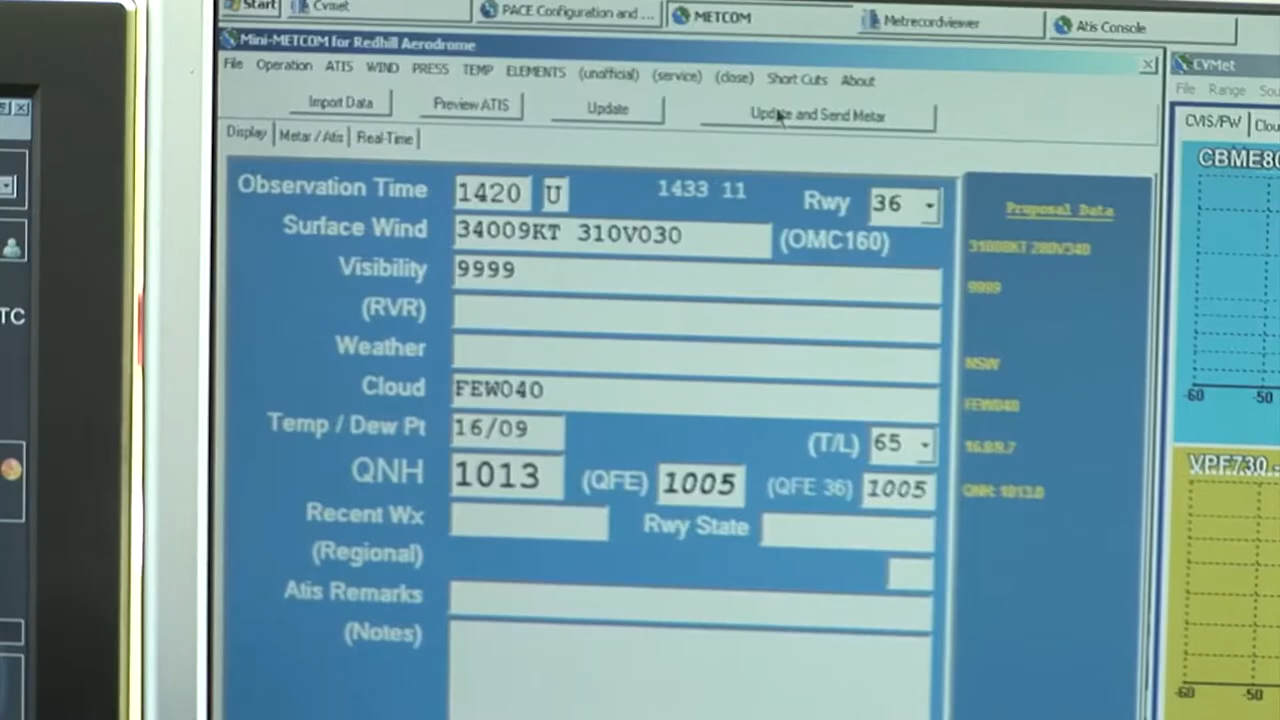 Start Cvmet PACE Configuration and ... METCOM Metrecordviewer Atis Console
Mini-METCOM for Redhill Aerodrome
File Operation ATIS WIND PRESS TEMP ELEMENTS (unofficial) (service) (close) Short Cuts About
Import Data Preview ATIS Update Update and Send Metar
Display Metar / Atis Real-Time
Observation Time 1420 U 1433 11 Rwy 36
Surface Wind 34009KT 310V030 (OMC160)
Visibility 9999
(RVR)
Weather
Cloud FEW040
Temp / Dew Pt 16/09 (T/L) 65
QNH 1013 (QFE) 1005 (QFE 36) 1005
Recent Wx Rwy State
(Regional)
Atis Remarks
(Notes)
Proposal Data
9999
NSW
FEW040
QNH: 1013.0
TC
CVMet
File Range Sou
CVIS/PW Clou
CBME80
-60 -50
VPF730 -
-60 -50